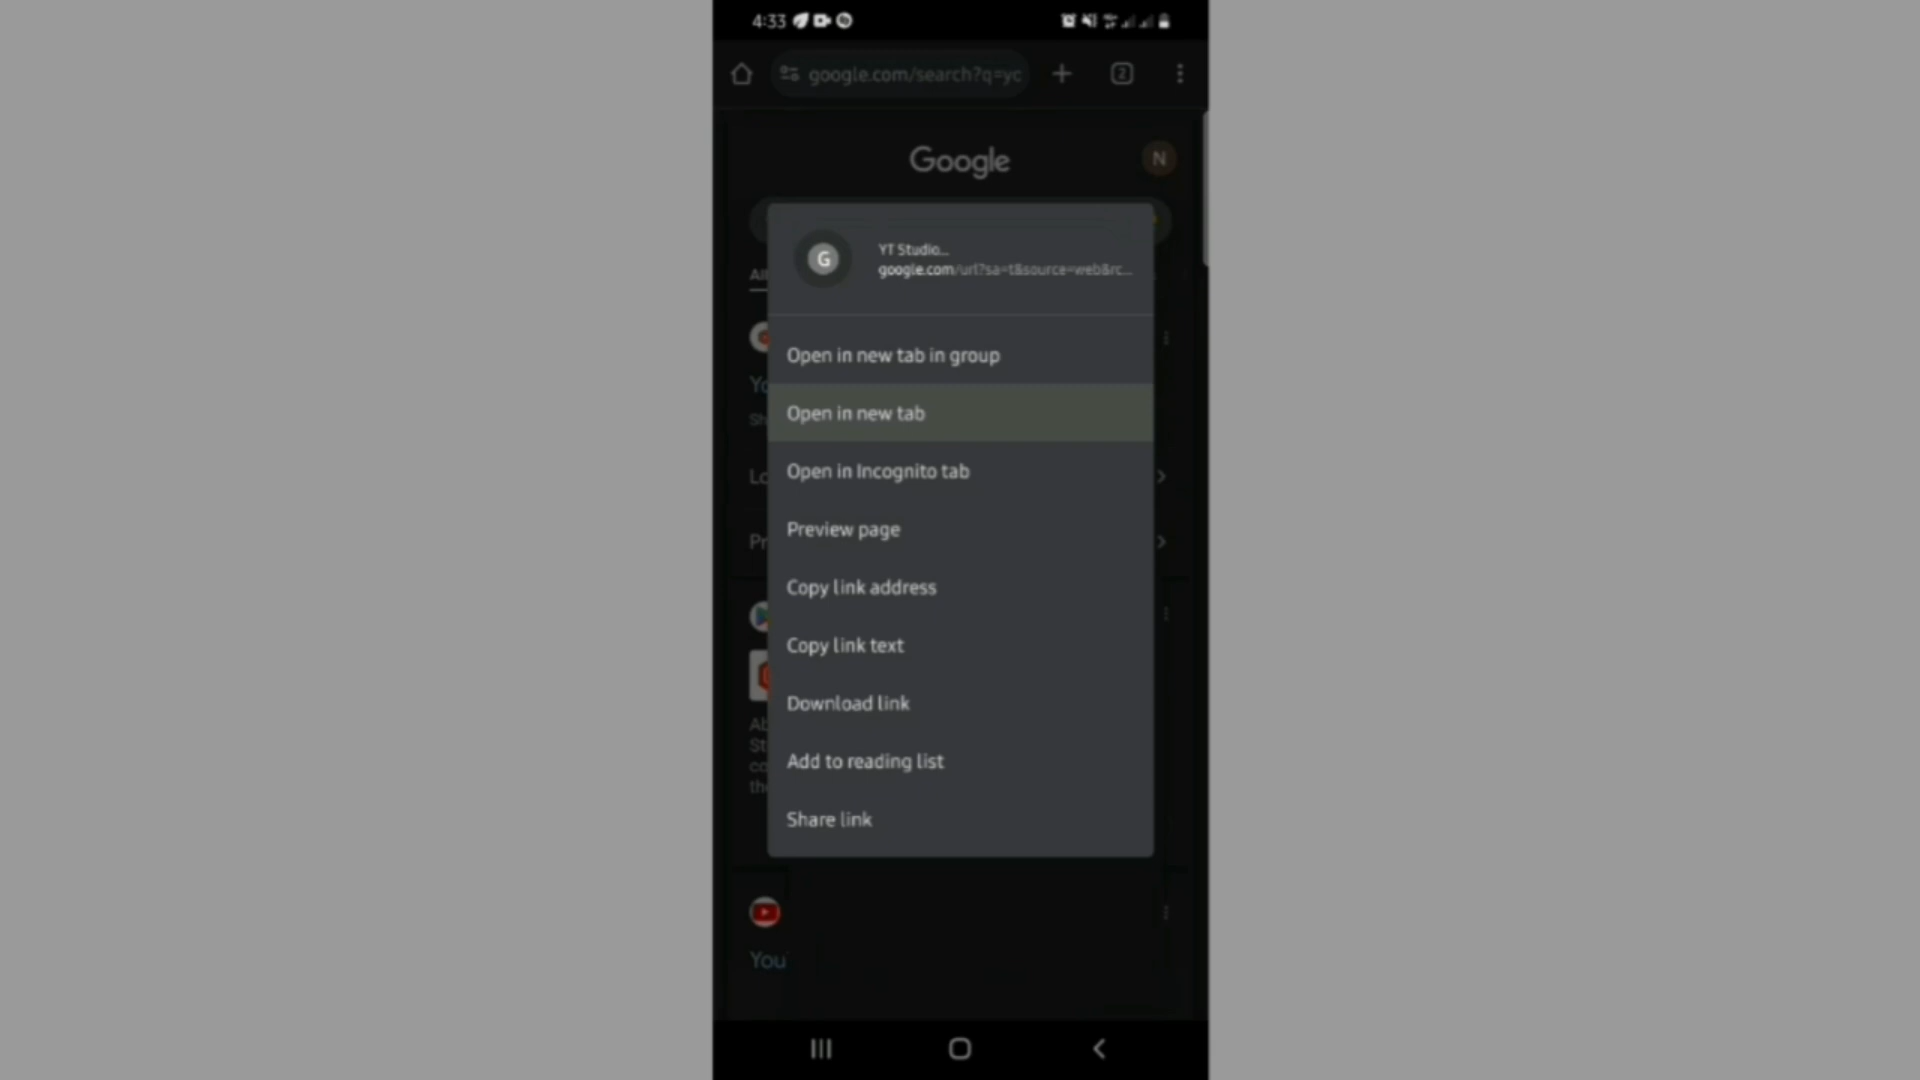 4:33
google.com/search?q=yc
2
Google
N
All
YT Studio...
google.com/url?sa=t&source=web&rc...
Open in new tab in group
Open in new tab
Open in Incognito tab
Preview page
Copy link address
Copy link text
Download link
Add to reading list
Share link
You